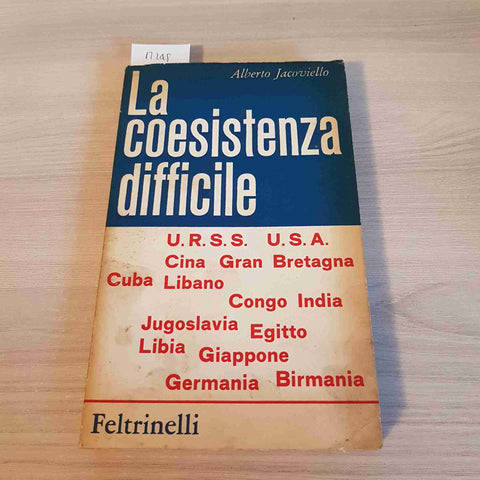 Alberto Jacoviello
La
coesistenza
difficile
U.R.S.S. U.S.A.
Cina Gran Bretagna
Cuba Libano
Congo India
Jugoslavia Egitto
Libia Giappone
Germania Birmania
Feltrinelli